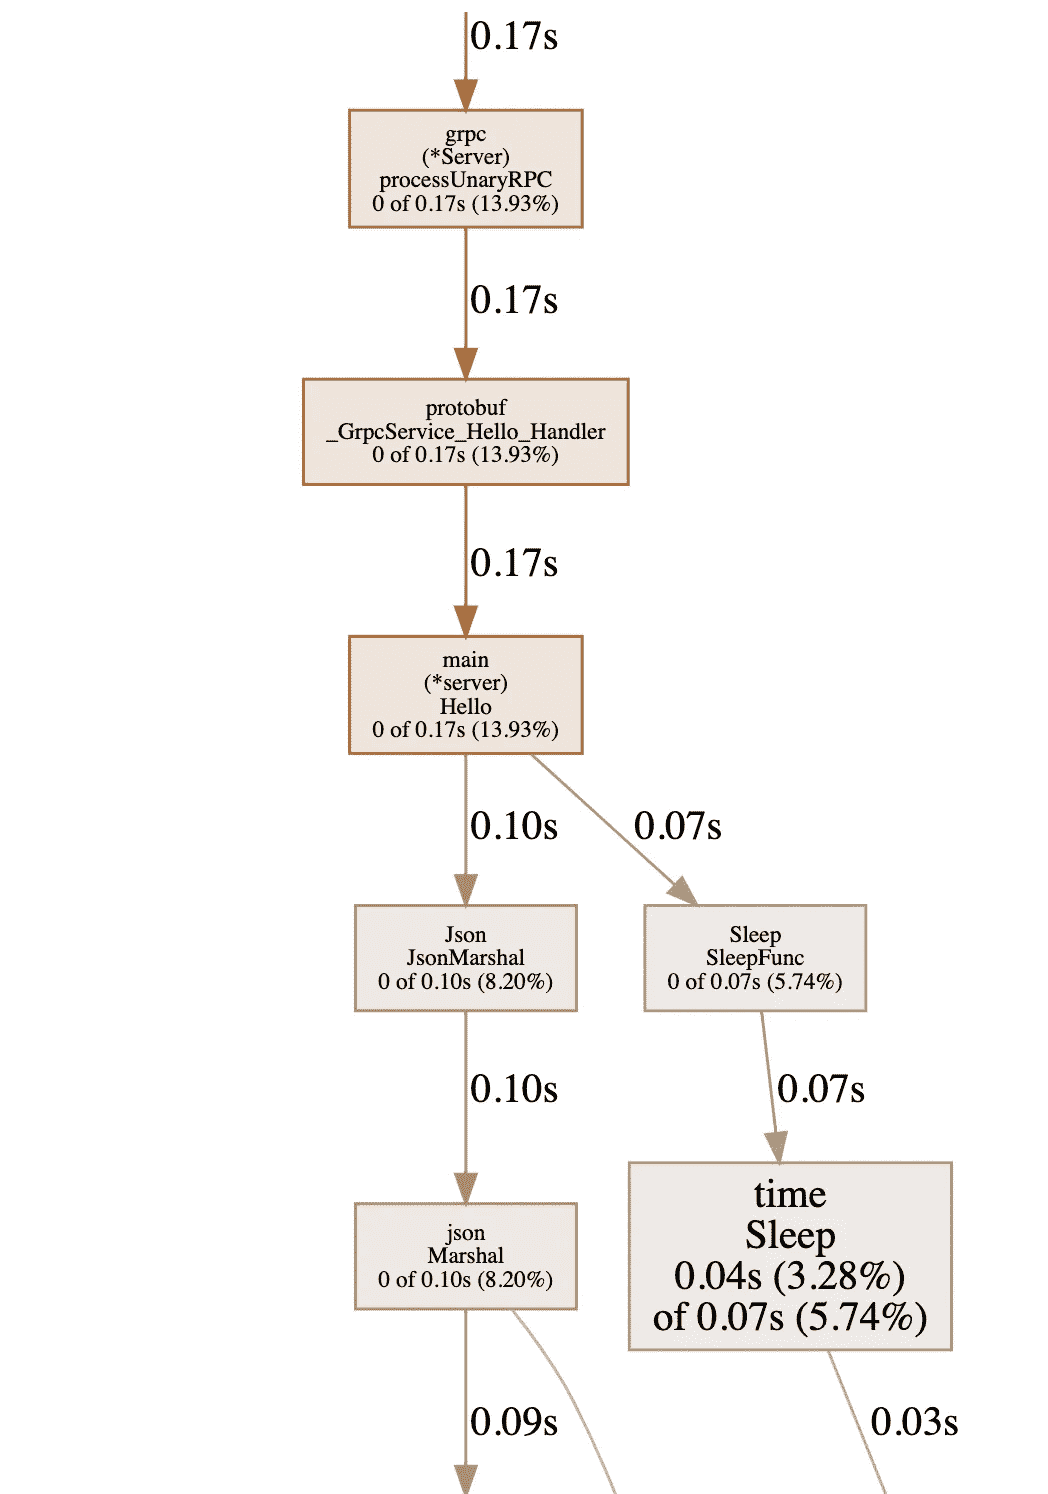 0.17s
grpc
(*Server)
processUnaryRPC
0 of 0.17s (13.93%)
0.17s
protobuf
_GrpcService_Hello_Handler
0 of 0.17s (13.93%)
0.17s
main
(*server)
Hello
0 of 0.17s (13.93%)
0.10s
0.07s
Json
JsonMarshal
0 of 0.10s (8.20%)
Sleep
SleepFunc
0 of 0.07s (5.74%)
0.10s
0.07s
json
Marshal
0 of 0.10s (8.20%)
time
Sleep
0.04s (3.28%)
of 0.07s (5.74%)
0.09s
0.03s